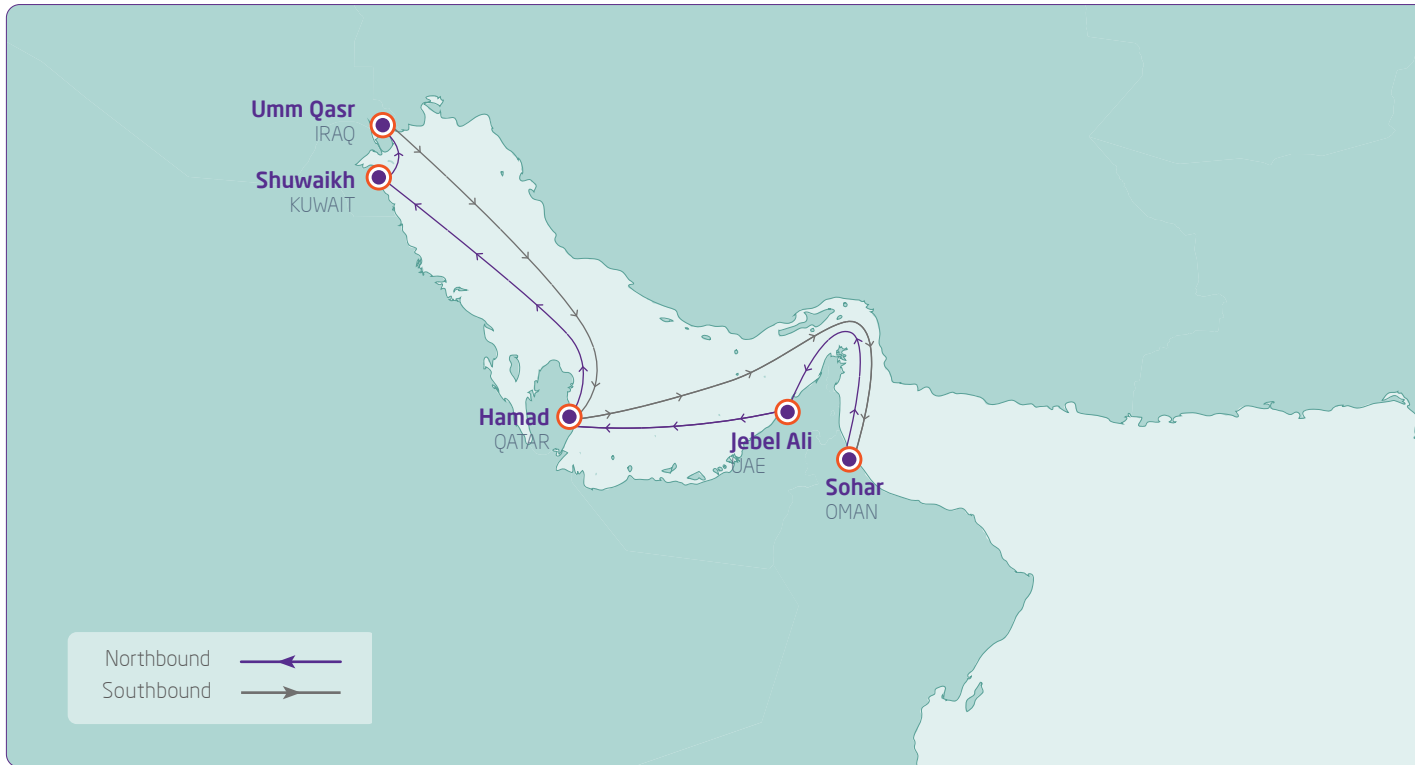 Umm Qasr
IRAQ
Shuwaikh
KUWAIT
Hamad
QATAR
Jebel Ali
UAE
Sohar
OMAN
Northbound
Southbound